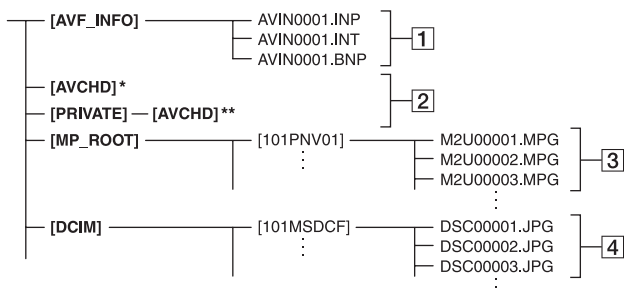 [AVF_INFO] AVIN0001.INP
AVIN0001.INT 1
AVIN0001.BNP
[AVCHD]*
2
[PRIVATE] [AVCHD]**
[MP_ROOT] [101PNV01] M2U00001.MPG
M2U00002.MPG 3
M2U00003.MPG
[DCIM] [101MSDCF] DSC00001.JPG
DSC00002.JPG 4
DSC00003.JPG